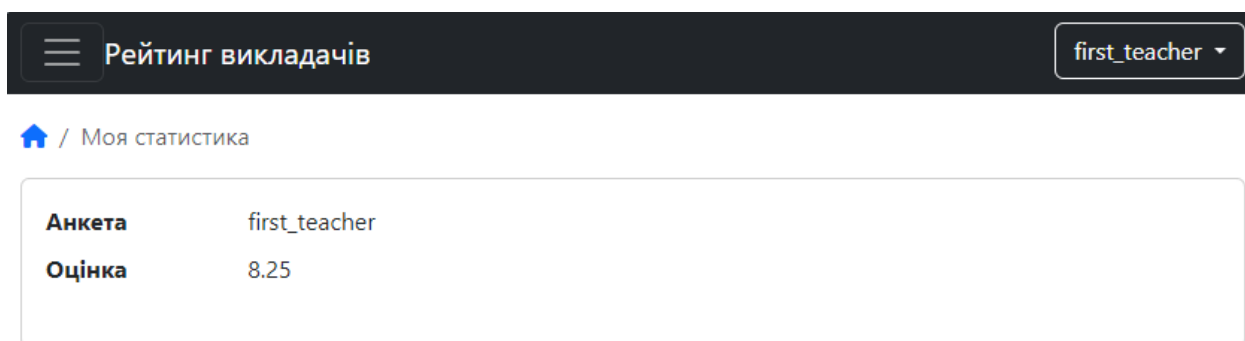 Рейтинг викладачів first_teacher
/ Моя статистика
Анкета first_teacher
Оцінка 8.25